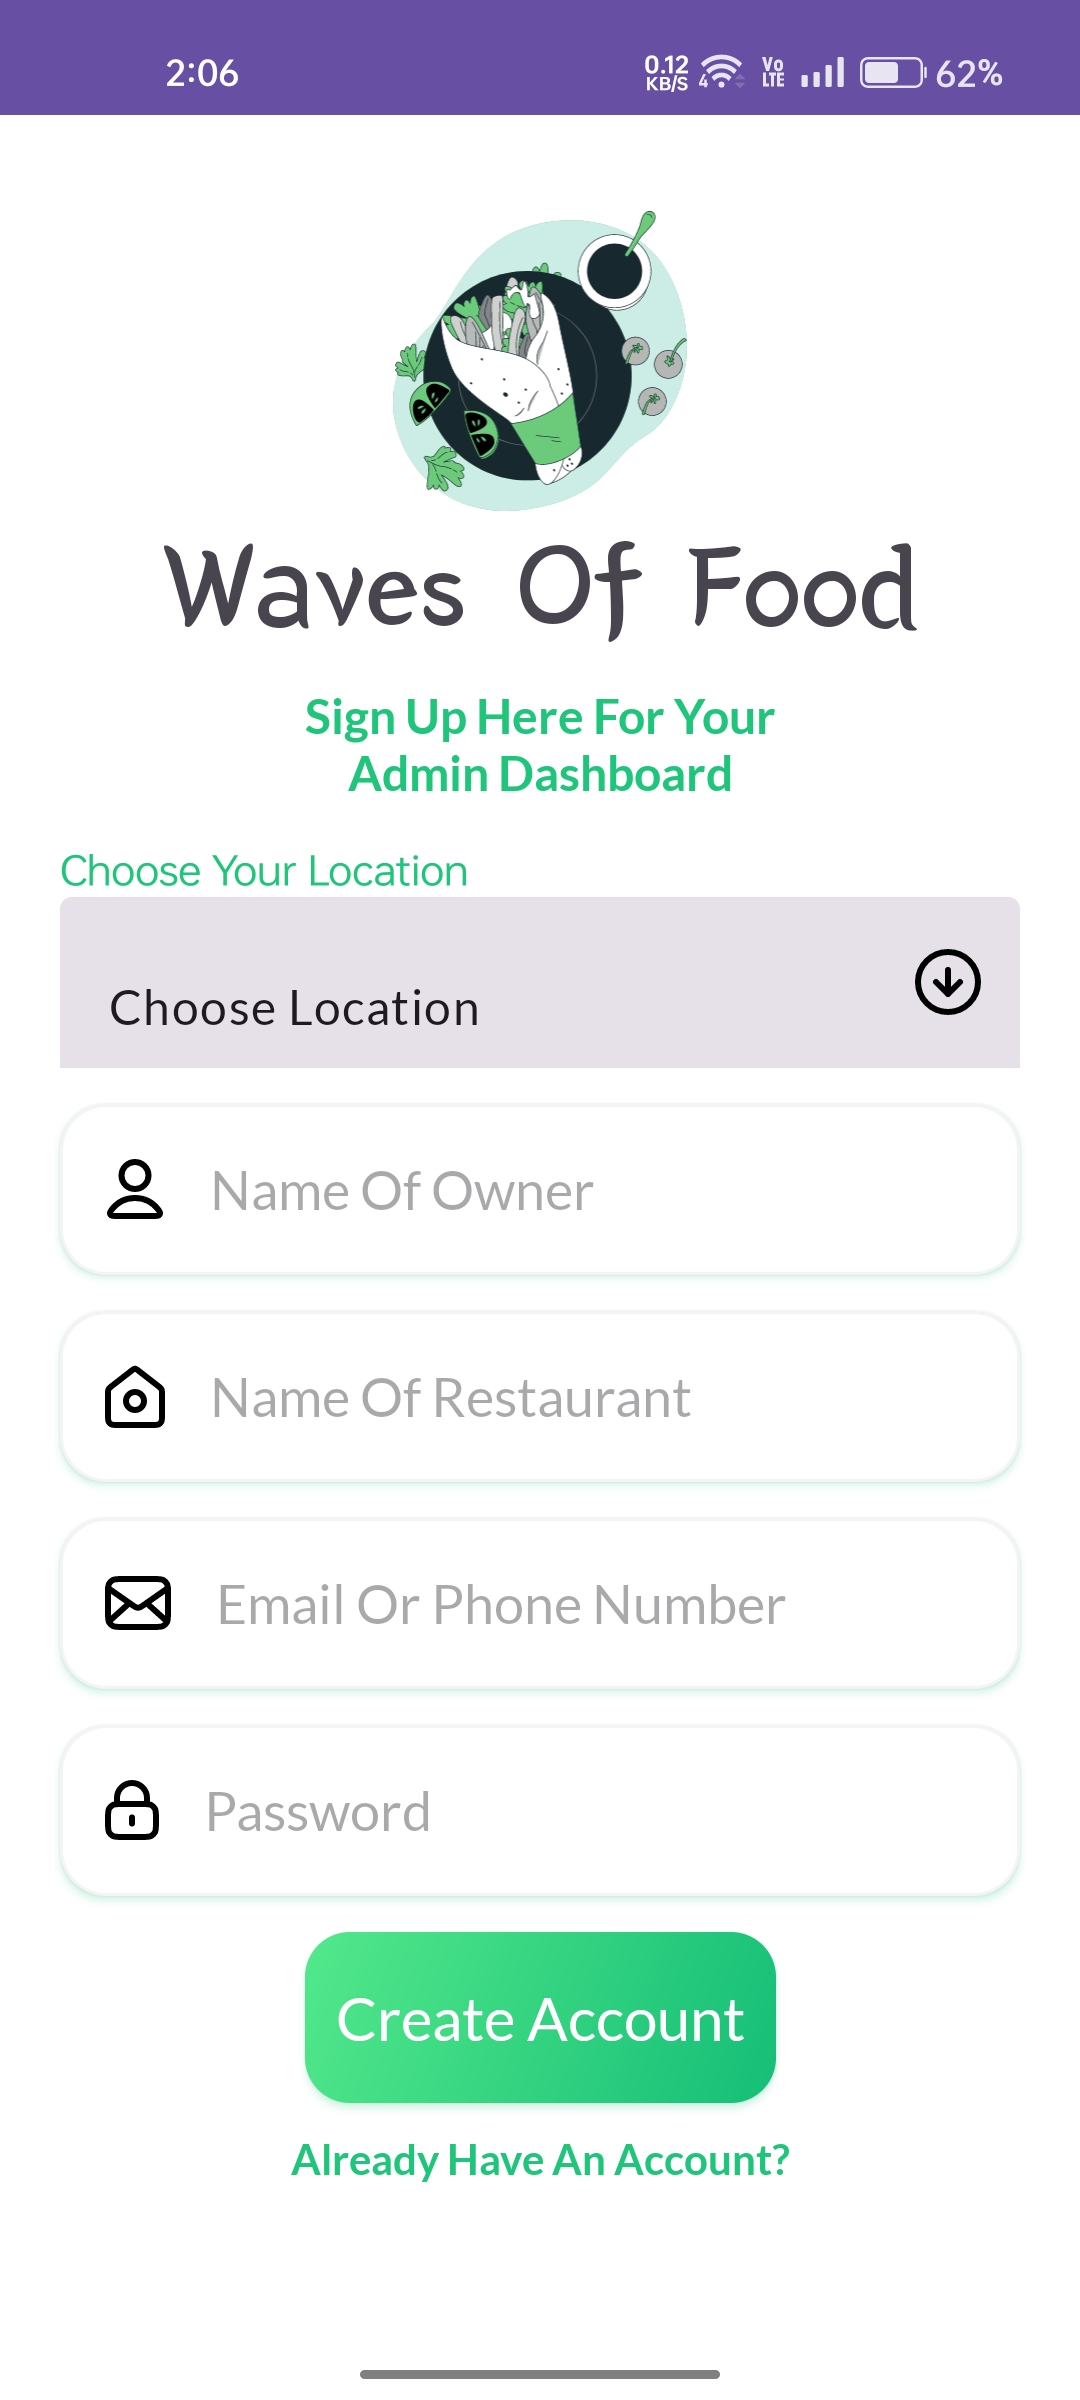 2:06
0.12
KB/S
4
Vo
LTE
62%
Waves Of Food
Sign Up Here For Your
Admin Dashboard
Choose Your Location
Choose Location
Name Of Owner
Name Of Restaurant
Email Or Phone Number
Password
Create Account
Already Have An Account?